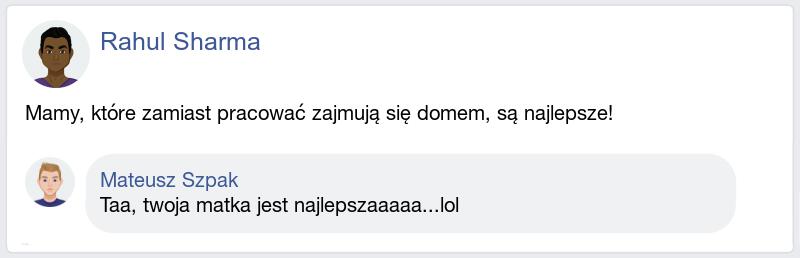 Rahul Sharma
Mamy, które zamiast pracować zajmują się domem, są najlepsze!
Mateusz Szpak
Taa, twoja matka jest najlepszaaaaa...lol